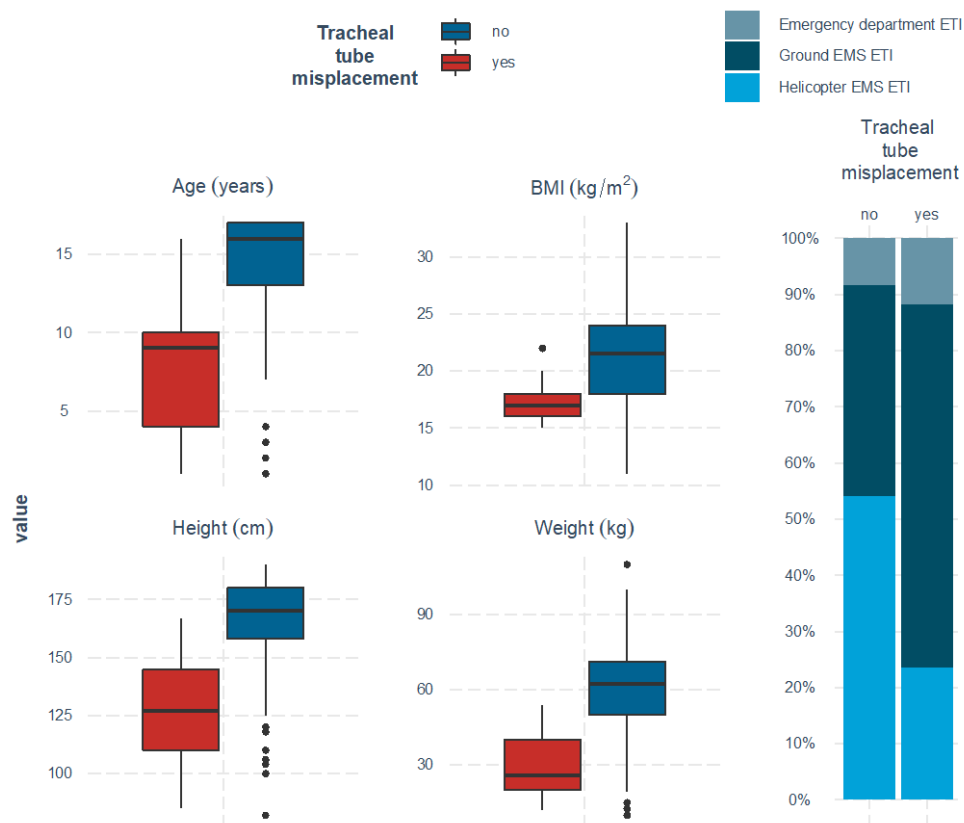 Tracheal
tube
misplacement
no
yes
Emergency department ETI
Ground EMS ETI
Helicopter EMS ETI
Tracheal
tube
misplacement
no yes
100%
90%
80%
70%
60%
50%
40%
30%
20%
10%
0%
value
Age (years)
15
10
5
BMI (kg/m²)
30
25
20
15
10
Height (cm)
175
150
125
100
Weight (kg)
90
60
30